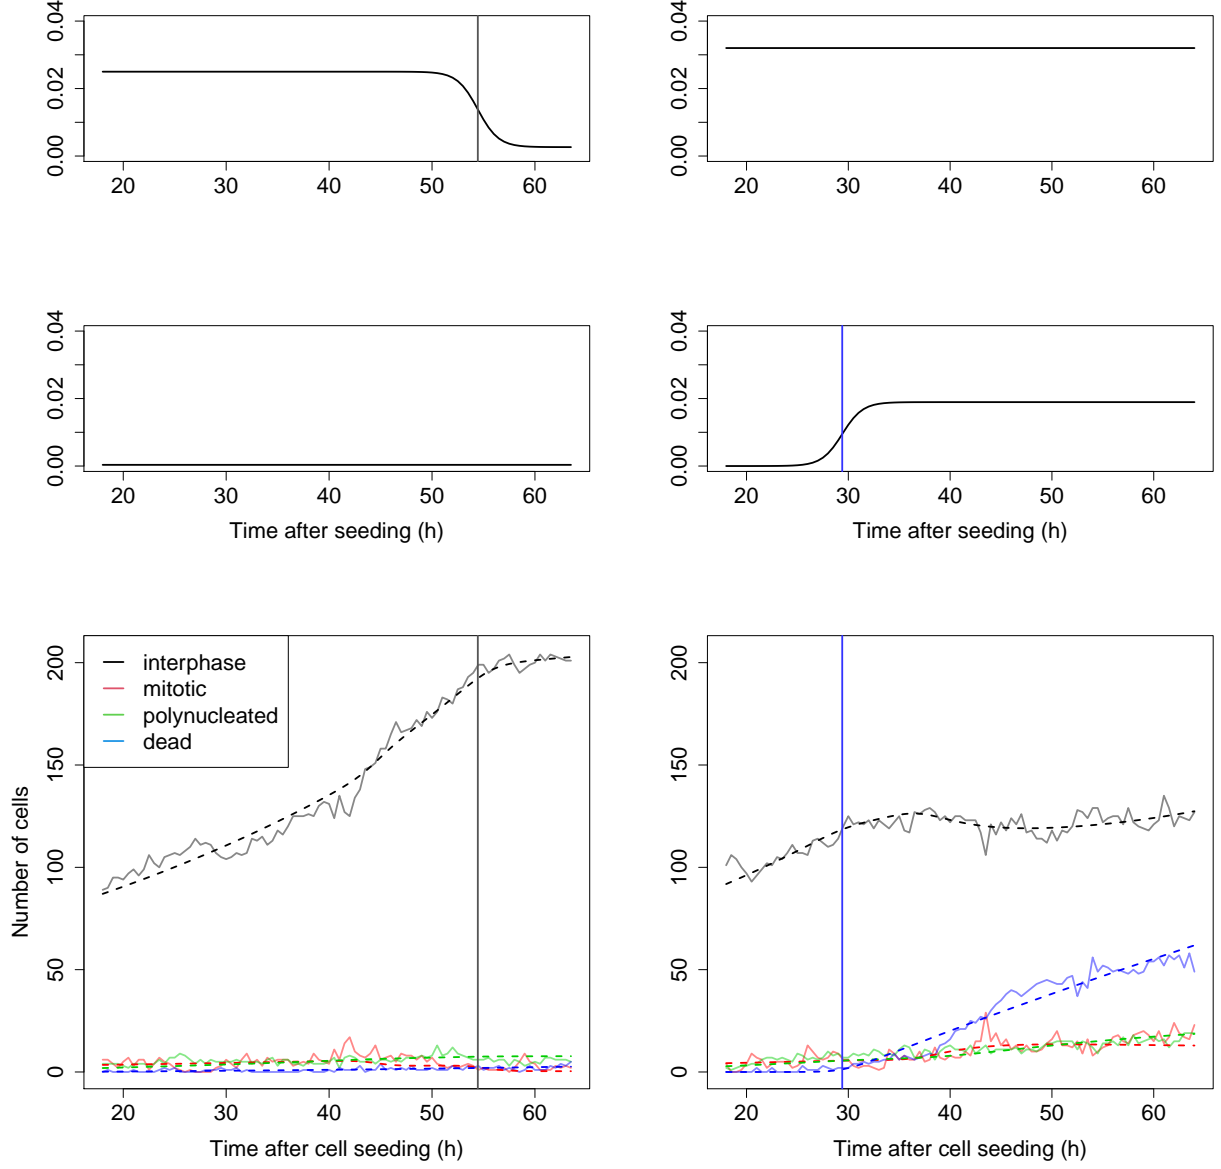 0.00 0.02 0.04
20 30 40 50 60
0.00 0.02 0.04
20 30 40 50 60
0.00 0.02 0.04
20 30 40 50 60
Time after seeding (h)
0.00 0.02 0.04
20 30 40 50 60
Time after seeding (h)
Number of cells
0 50 100 150 200
interphase
mitotic
polynucleated
dead
20 30 40 50 60
Time after cell seeding (h)
0 50 100 150 200
20 30 40 50 60
Time after cell seeding (h)